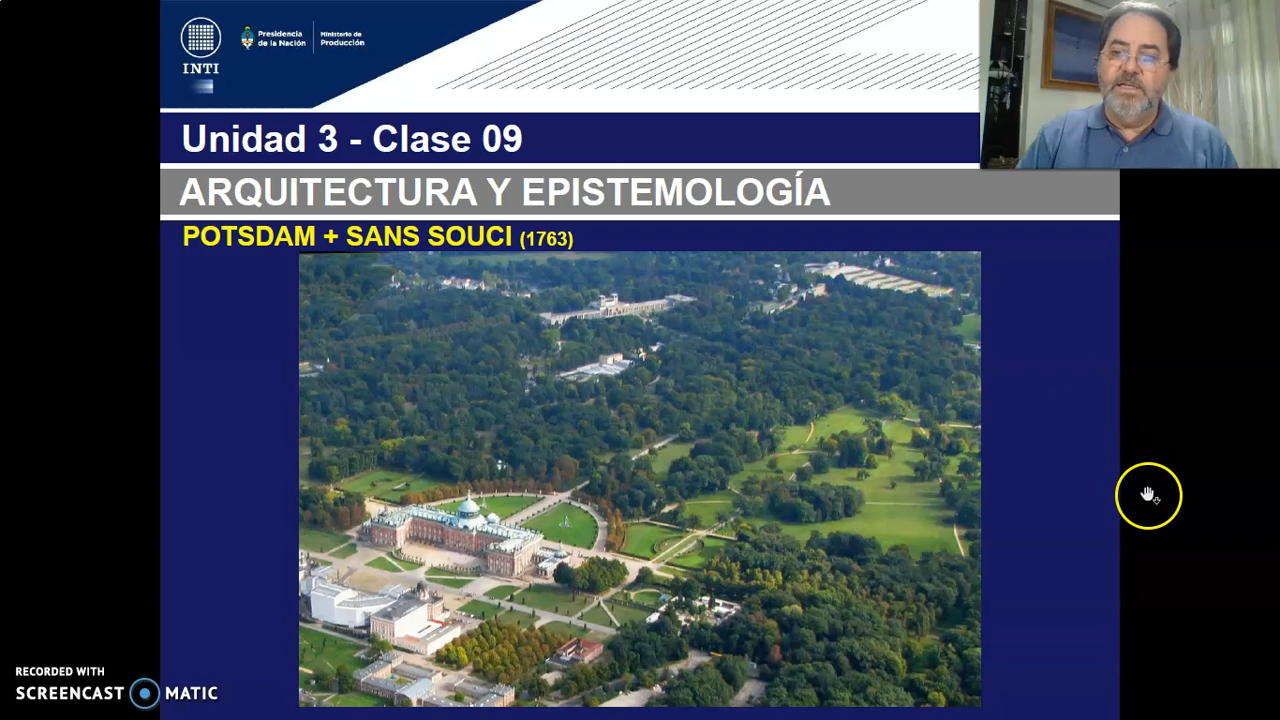 INTI
Presidencia
de la Nación
Ministerio de
Producción
Unidad 3 - Clase 09
ARQUITECTURA Y EPISTEMOLOGÍA
POTSDAM + SANS SOUCI (1763)
RECORDED WITH
SCREENCAST MATIC